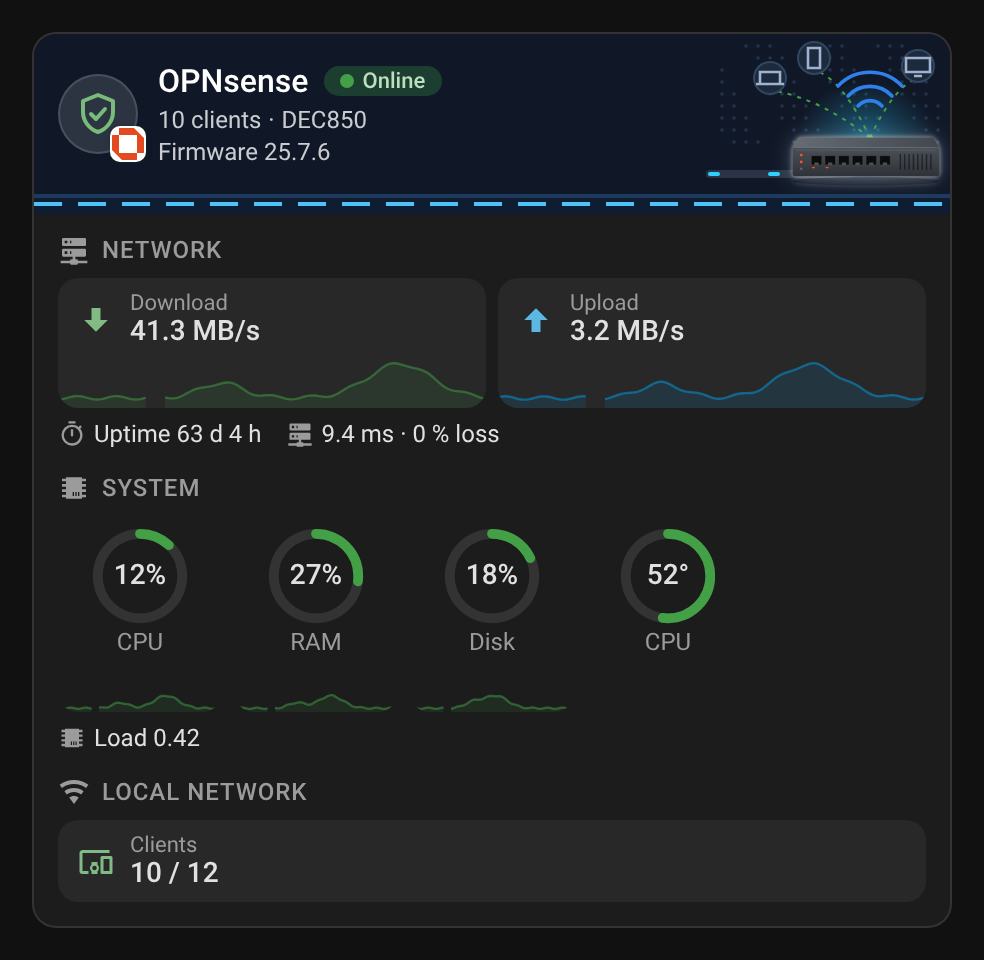 OPNsense
Online
10 clients · DEC850
Firmware 25.7.6
NETWORK
Download
41.3 MB/s
Upload
3.2 MB/s
Uptime 63 d 4 h
9.4 ms · 0 % loss
SYSTEM
12%
27%
18%
52°
CPU
RAM
Disk
CPU
Load 0.42
LOCAL NETWORK
Clients
10 / 12